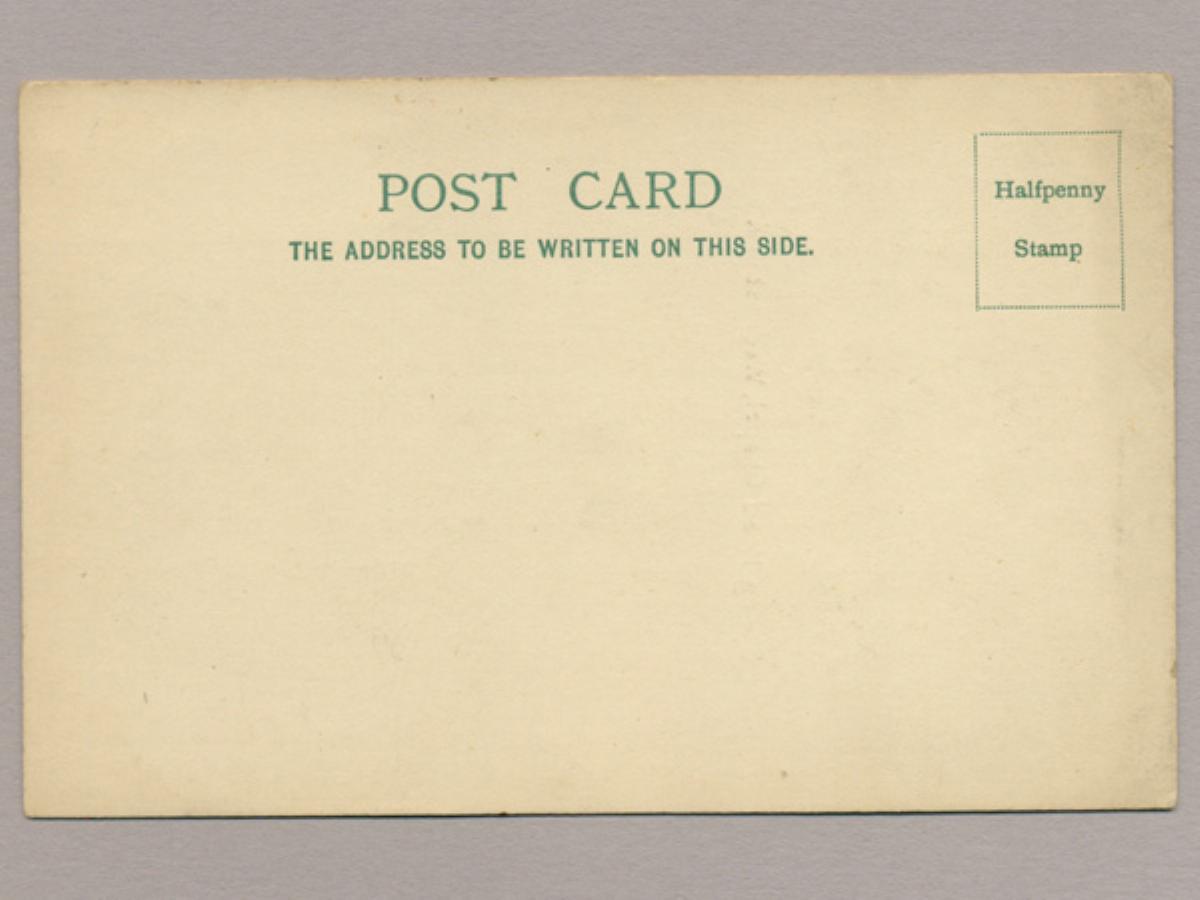 POST CARD
THE ADDRESS TO BE WRITTEN ON THIS SIDE.
Halfpenny
Stamp